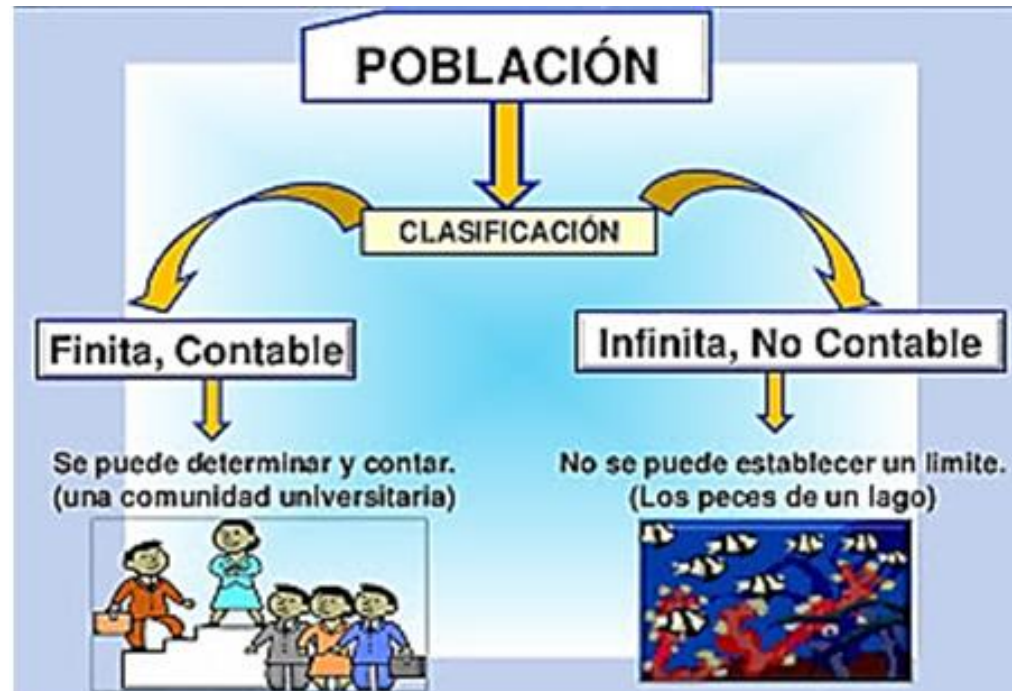 POBLACIÓN
CLASIFICACIÓN
Finita, Contable
Infinita, No Contable
Se puede determinar y contar.
(una comunidad universitaria)
No se puede establecer un limite.
(Los peces de un lago)